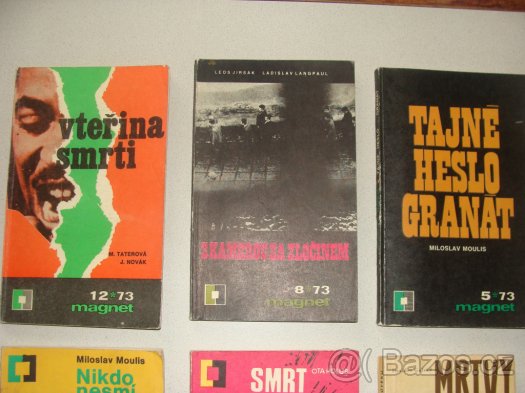 vteřina
smrti
M. TATEROVÁ
J. NOVÁK
12*73
magnet
LEOŠ JIRSÁK LADISLAV LANGPAUL
S KAMEROU ZA ZLOČINEM
8*73
magnet
TAJNÉ
HESLO
GRANÁT
MILOSLAV MOULIS
5*73
magnet
Miloslav Moulis
Nikdo
nesmí
SMRT
OTA
MRTVÍ
Bazos.cz